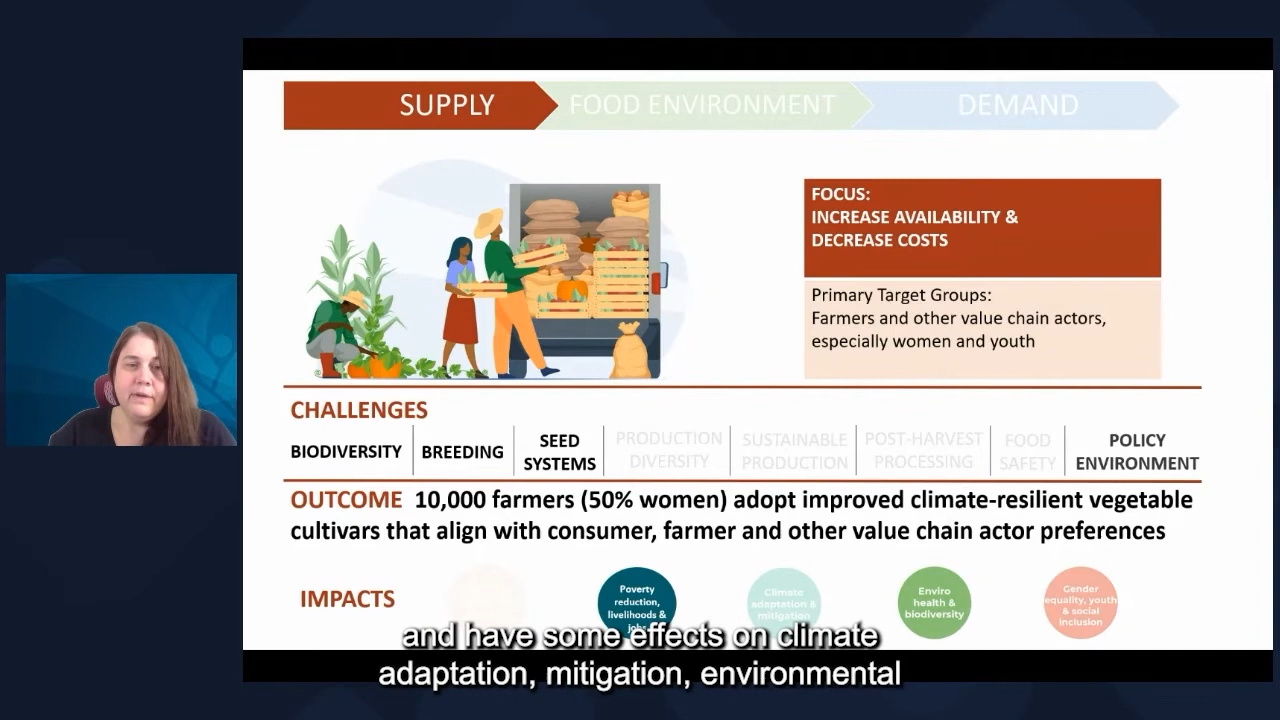 SUPPLY
FOOD ENVIRONMENT
DEMAND
FOCUS:
INCREASE AVAILABILITY &
DECREASE COSTS
Primary Target Groups:
Farmers and other value chain actors,
especially women and youth
CHALLENGES
BIODIVERSITY
BREEDING
SEED
SYSTEMS
PRODUCTION
DIVERSITY
SUSTAINABLE
PRODUCTION
POST-HARVEST
PROCESSING
FOOD
SAFETY
POLICY
ENVIRONMENT
OUTCOME 10,000 farmers (50% women) adopt improved climate-resilient vegetable
cultivars that align with consumer, farmer and other value chain actor preferences
IMPACTS
Poverty
reduction,
livelihoods &
jobs
Climate
adaptation &
mitigation
Enviro
health &
biodiversity
Gender
equality, youth
& social
inclusion
and have some effects on climate
adaptation, mitigation, environmental